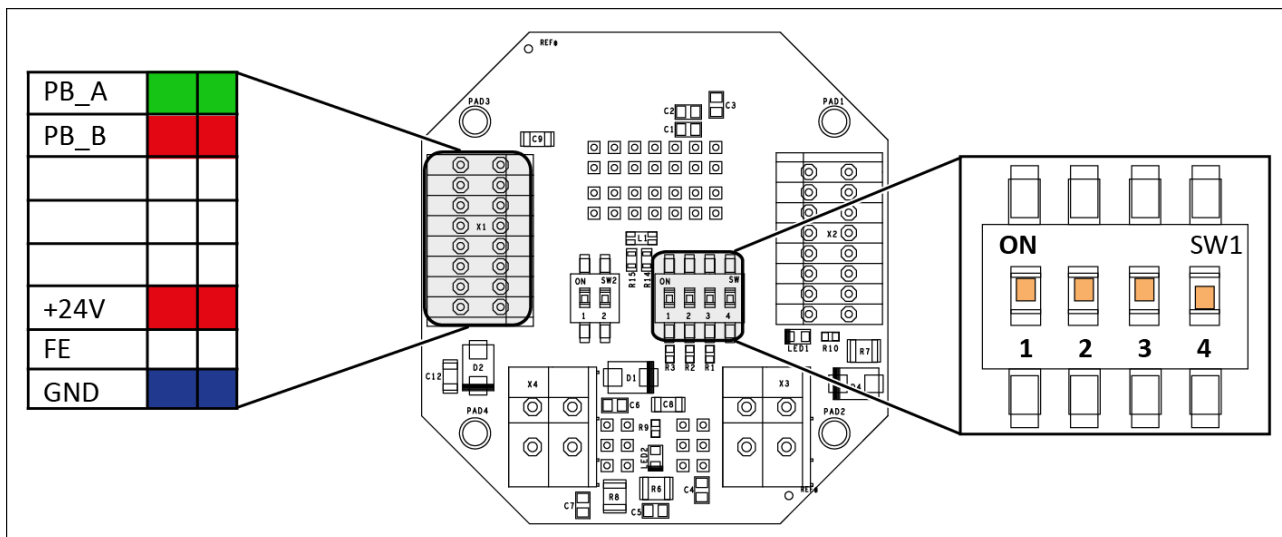 PB_A
PB_B
+24V
FE
GND
REF⌀
PAD3
PAD1
C2
C3
C1
C9
X1
X2
L1
R15
R14
ON SW2
1 2
ON SW
1 2 3 4
R3 R2 R1
LED1
R10
R7
D2
C12
D1
D4
X4
X3
C6
C8
PAD4
PAD2
R9
LED2
C7
R8
R6
C4
C5
REF⌀
ON SW1
1 2 3 4